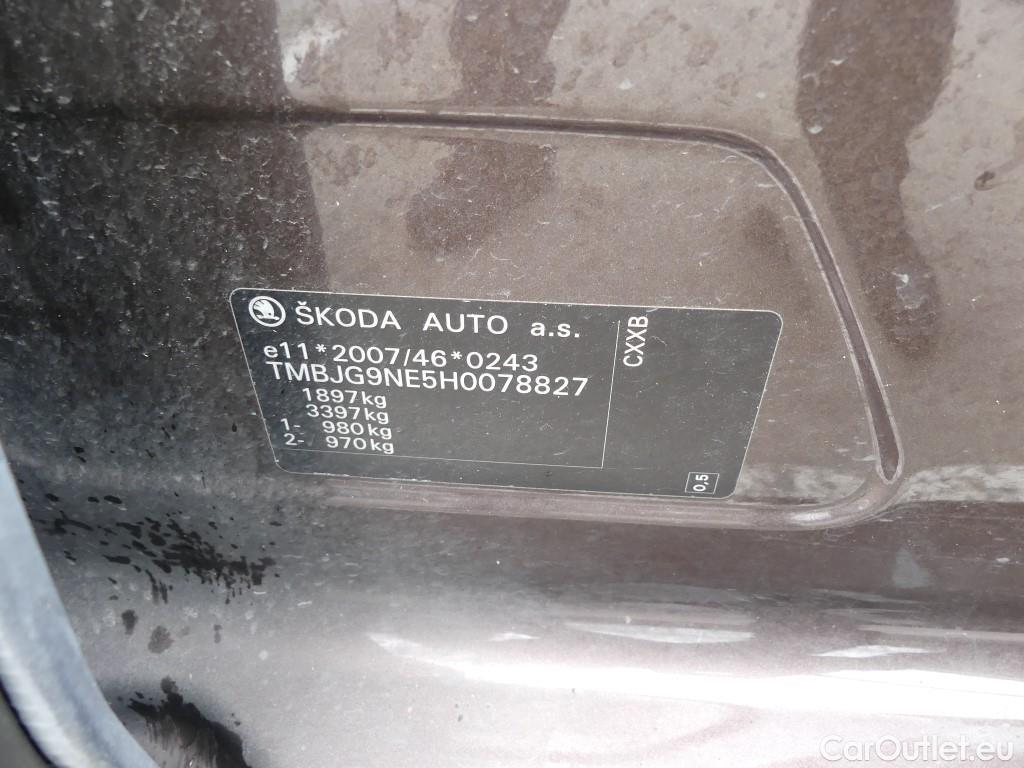 ŠKODA AUTO a.s.
e11*2007/46*0243
TMBJG9NE5H0078827
1897kg
3397kg
1- 980kg
2- 970kg
CXXB
0,5
CarOutlet.eu